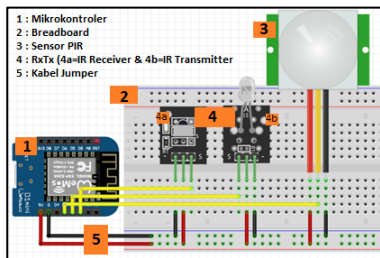 1 : Mikrokontroler
2 : Breadboard
3 : Sensor PIR
4 : RxTx (4a=IR Receiver & 4b=IR Transmitter
5 : Kabel Jumper
3
2
4a
4
4b
1
5